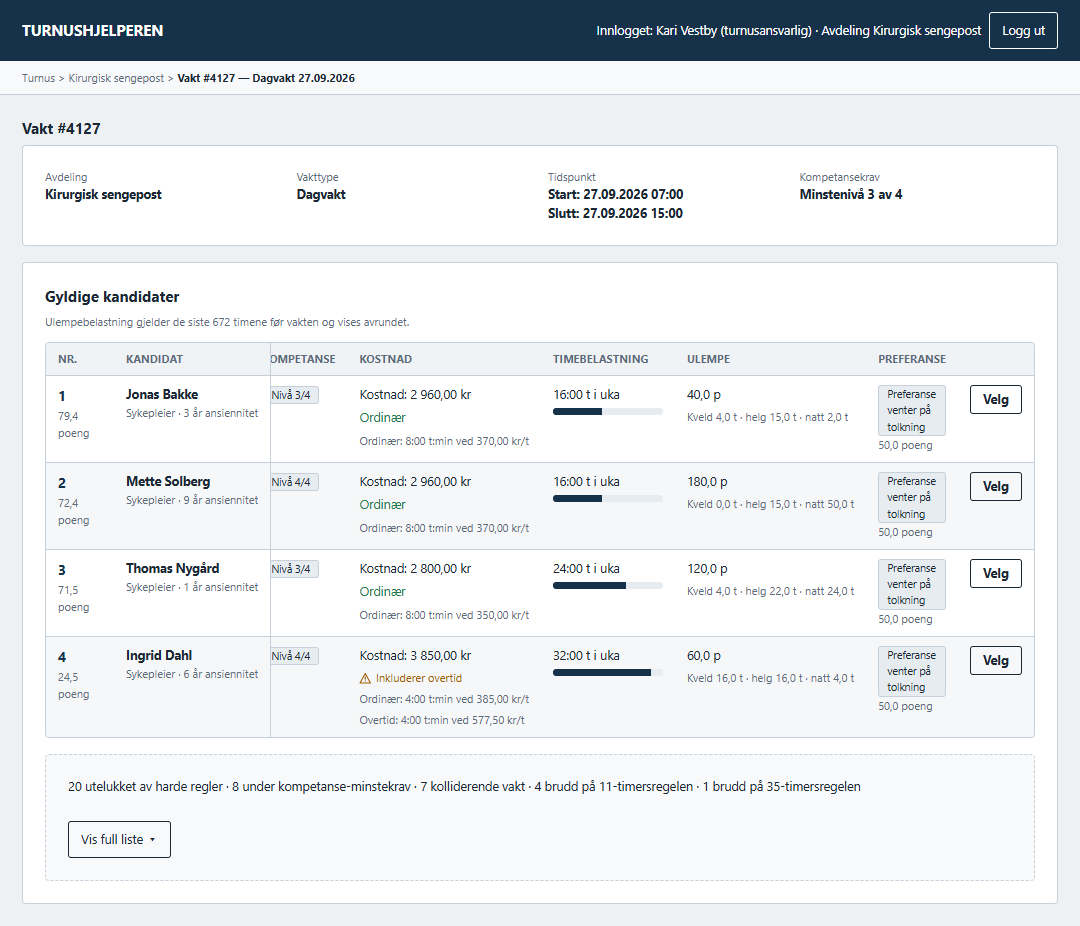 TURNUSHJELPEREN
Innlogget: Kari Vestby (turnusansvarlig) · Avdeling Kirurgisk sengepost
Logg ut
Turnus > Kirurgisk sengepost > Vakt #4127 — Dagvakt 27.09.2026
Vakt #4127
Avdeling
Kirurgisk sengepost
Vakttype
Dagvakt
Tidspunkt
Start: 27.09.2026 07:00
Slutt: 27.09.2026 15:00
Kompetansekrav
Minstenivå 3 av 4
Gyldige kandidater
Ulempebelastning gjelder de siste 672 timene før vakten og vises avrundet.
NR. KANDIDAT OMPETANSE KOSTNAD TIMEBELASTNING ULEMPE PREFERANSE
1
79,4
poeng
Jonas Bakke
Sykepleier · 3 år ansiennitet
Nivå 3/4
Kostnad: 2 960,00 kr
Ordinær
Ordinær: 8:00 t:min ved 370,00 kr/t
16:00 t i uka
40,0 p
Kveld 4,0 t · helg 15,0 t · natt 2,0 t
Preferanse
venter på
tolkning
50,0 poeng
Velg
2
72,4
poeng
Mette Solberg
Sykepleier · 9 år ansiennitet
Nivå 4/4
Kostnad: 2 960,00 kr
Ordinær
Ordinær: 8:00 t:min ved 370,00 kr/t
16:00 t i uka
180,0 p
Kveld 0,0 t · helg 15,0 t · natt 50,0 t
Preferanse
venter på
tolkning
50,0 poeng
Velg
3
71,5
poeng
Thomas Nygård
Sykepleier · 1 år ansiennitet
Nivå 3/4
Kostnad: 2 800,00 kr
Ordinær
Ordinær: 8:00 t:min ved 350,00 kr/t
24:00 t i uka
120,0 p
Kveld 4,0 t · helg 22,0 t · natt 24,0 t
Preferanse
venter på
tolkning
50,0 poeng
Velg
4
24,5
poeng
Ingrid Dahl
Sykepleier · 6 år ansiennitet
Nivå 4/4
Kostnad: 3 850,00 kr
Inkluderer overtid
Ordinær: 4:00 t:min ved 385,00 kr/t
Overtid: 4:00 t:min ved 577,50 kr/t
32:00 t i uka
60,0 p
Kveld 16,0 t · helg 16,0 t · natt 4,0 t
Preferanse
venter på
tolkning
50,0 poeng
Velg
20 utelukket av harde regler · 8 under kompetanse-minstekrav · 7 kolliderende vakt · 4 brudd på 11-timersregelen · 1 brudd på 35-timersregelen
Vis full liste